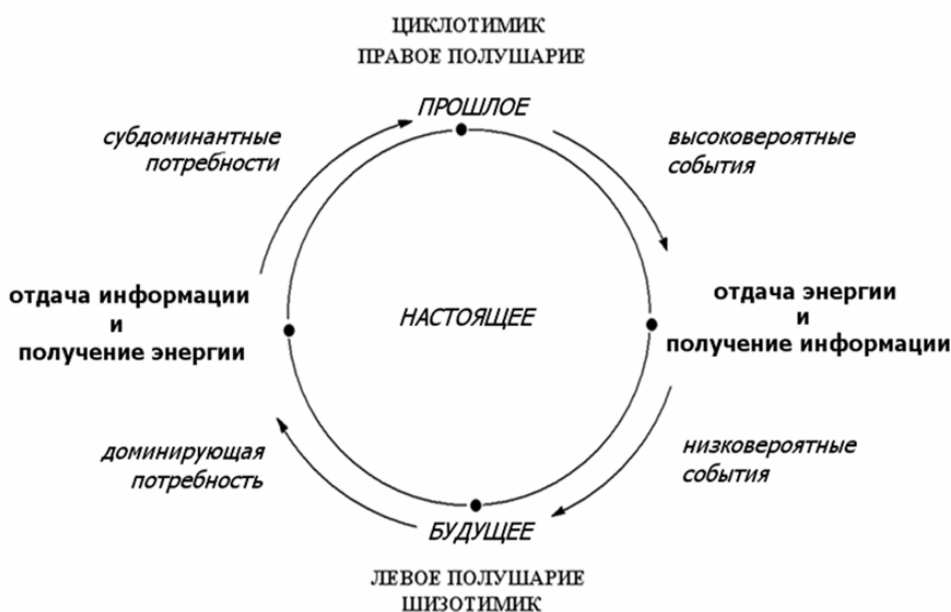 ЦИКЛОТИМИК
ПРАВОЕ ПОЛУШАРИЕ
ПРОШЛОЕ
субдоминантные
потребности
высоковероятные
события
отдача информации
и
получение энергии
НАСТОЯЩЕЕ
отдача энергии
и
получение информации
доминирующая
потребность
низковероятные
события
БУДУЩЕЕ
ЛЕВОЕ ПОЛУШАРИЕ
ШИЗОТИМИК